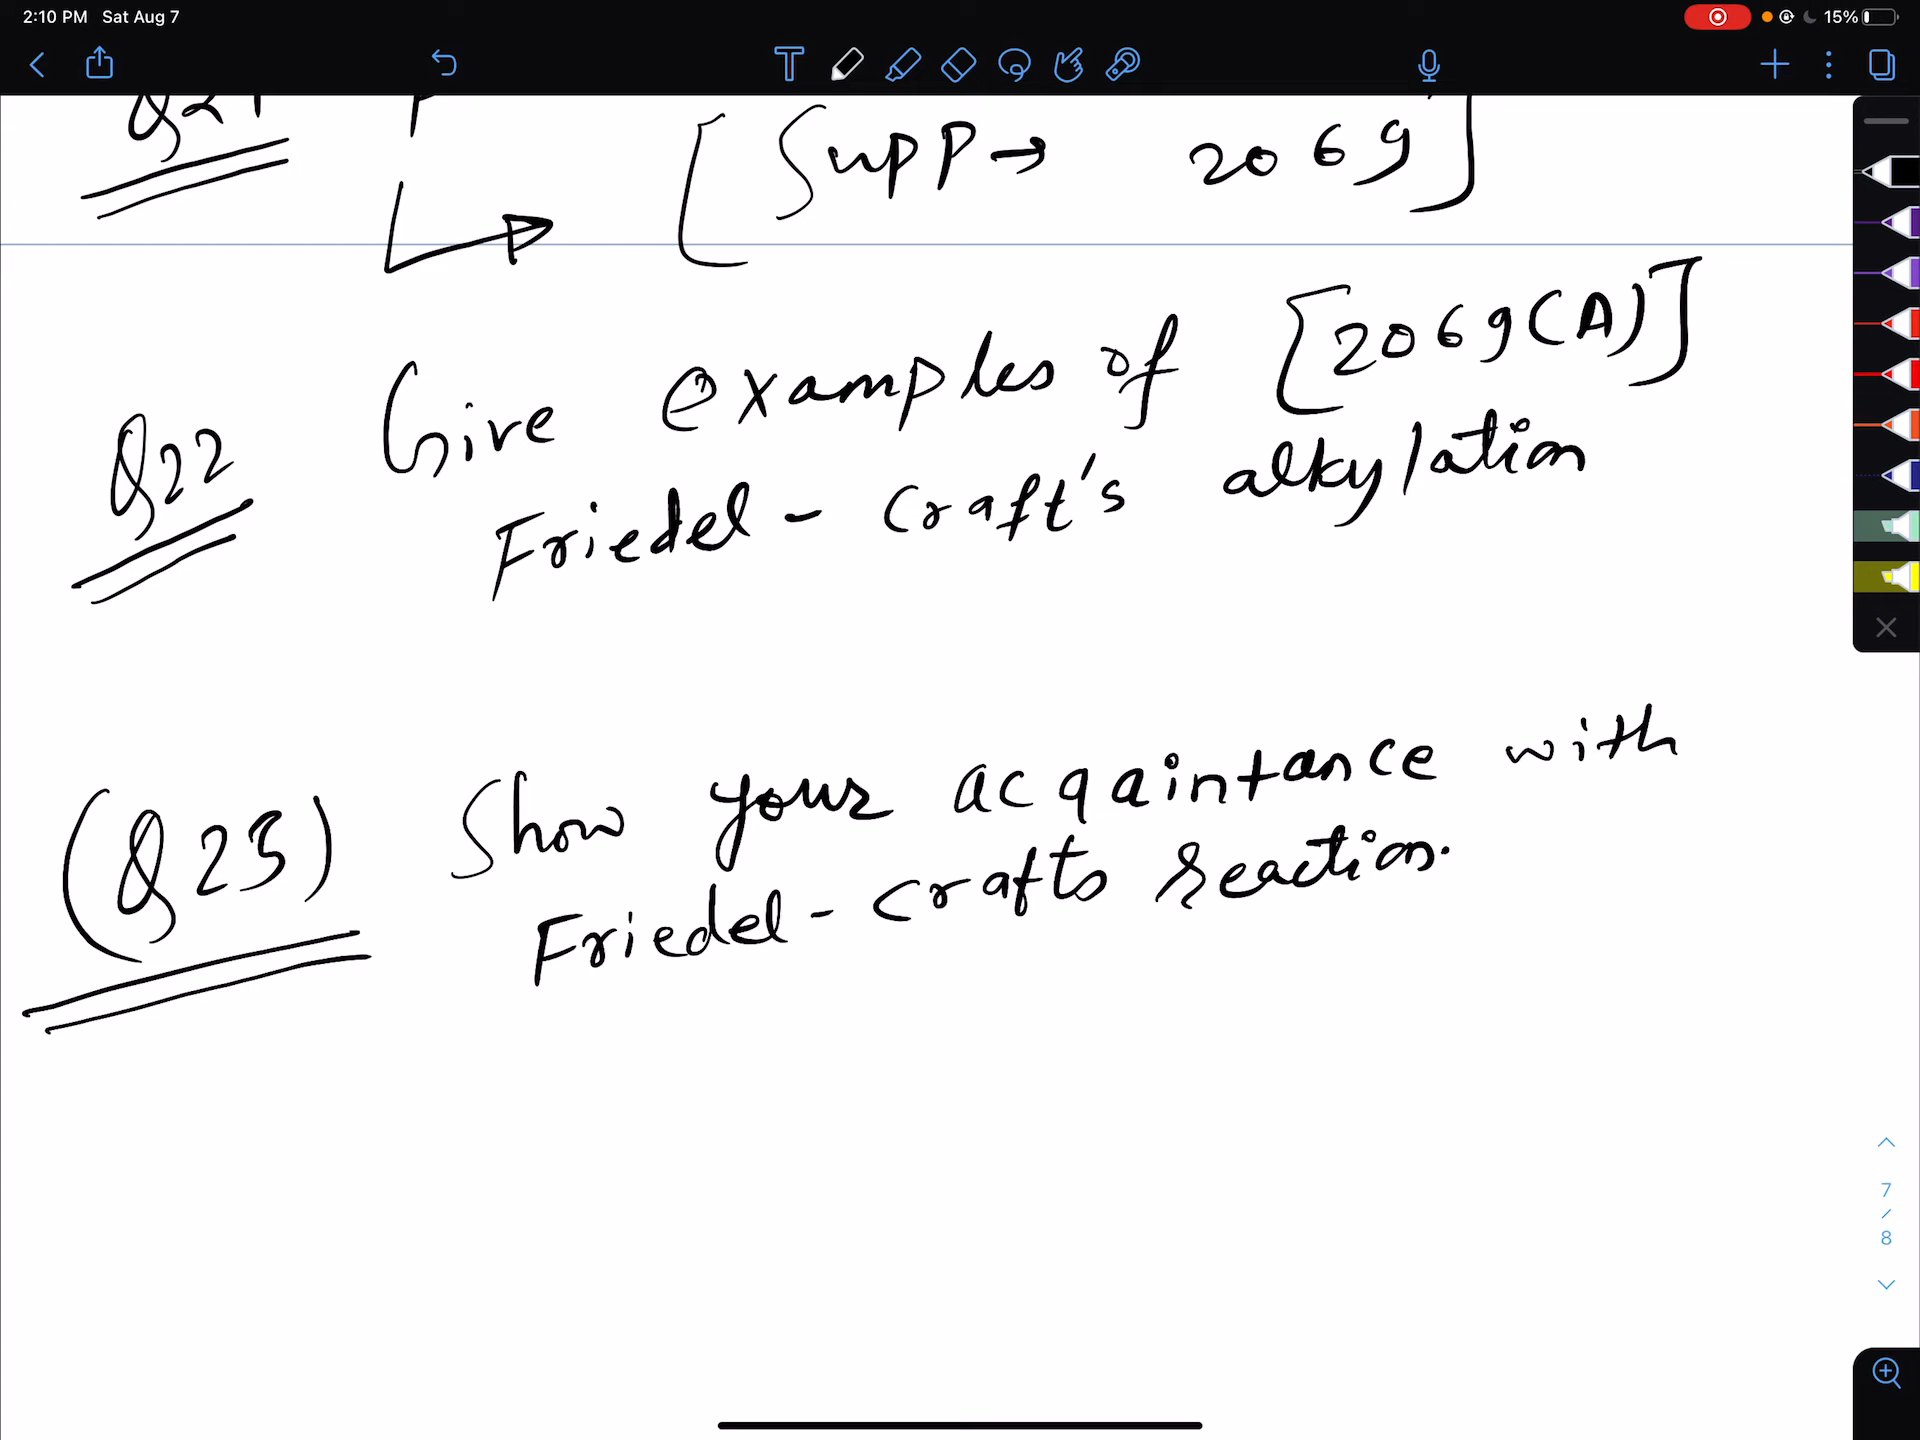 2:10 PM Sat Aug 7
15%
Q21
[Supp→ 2069]
Q22 Give examples of [2069(A)]
Friedel-Craft's alkylation
(Q23) Show your acqaintance with
Friedel-Crafts reaction.
7
/
8